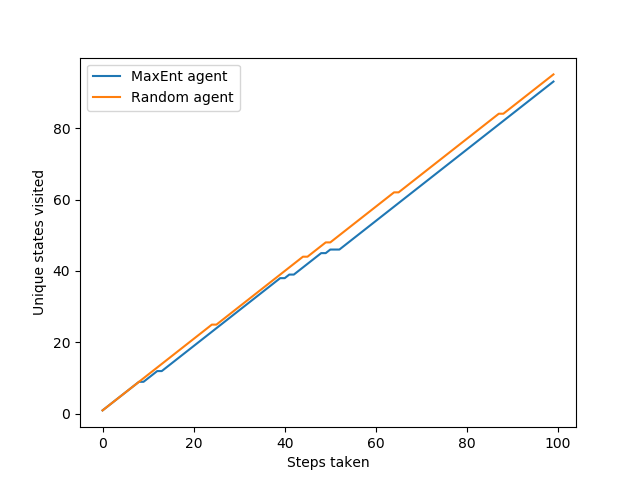 MaxEnt agent
Random agent
Unique states visited
80
60
40
20
0
0 20 40 60 80 100
Steps taken